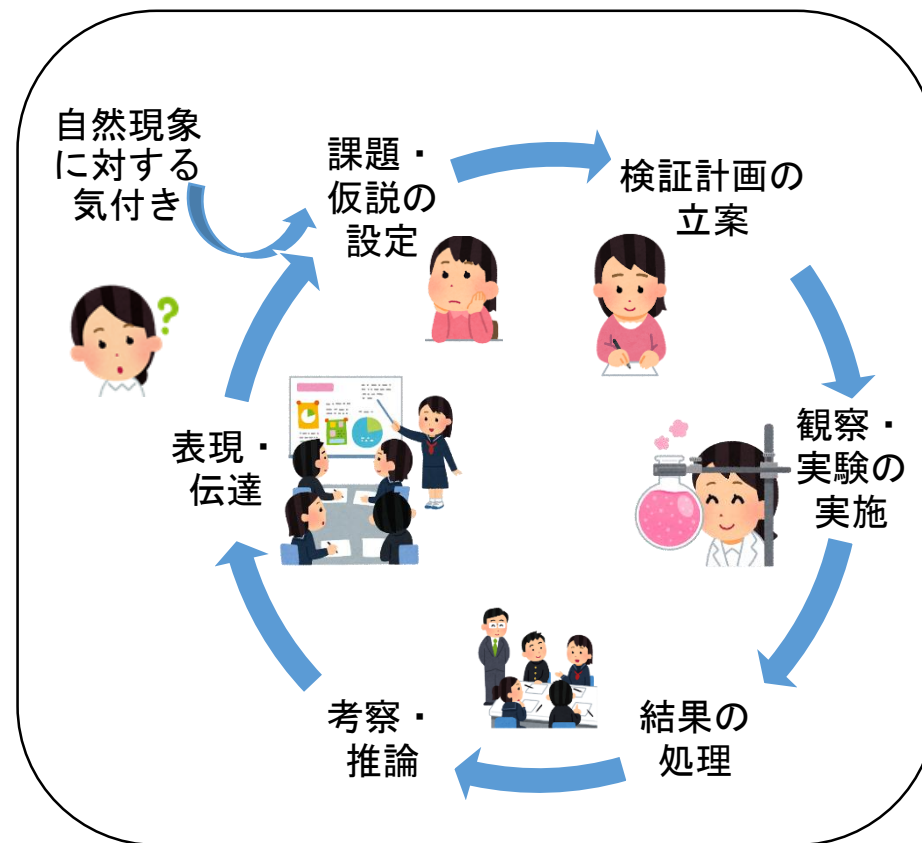 自然現象
に対する
気付き
課題・
仮説の
設定
検証計画の
立案
観察・
実験の
実施
結果の
処理
考察・
推論
表現・
伝達
?